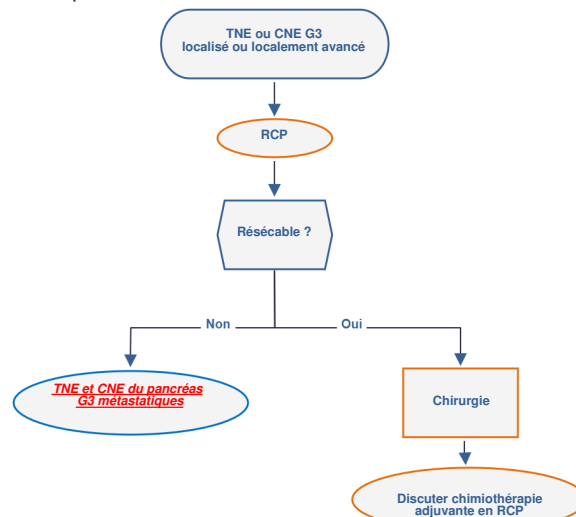 TNE ou CNE G3
localisé ou localement avancé
RCP
Résécable ?
Non
Oui
TNE et CNE du pancréas
G3 métastatiques
Chirurgie
Discuter chimiothérapie
adjuvante en RCP